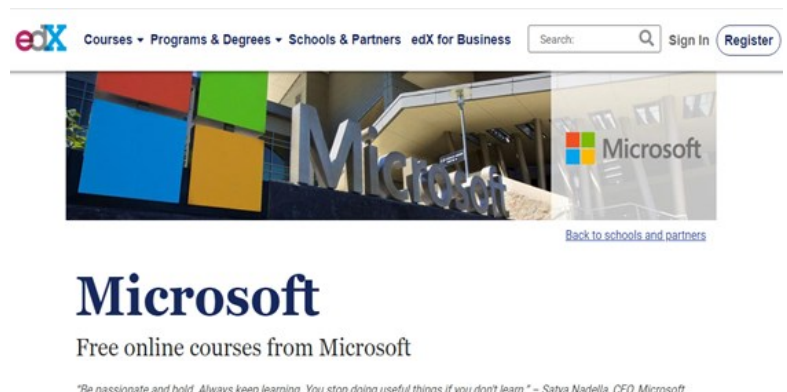 edX Courses Programs & Degrees Schools & Partners edX for Business Search: Sign In Register
Microsoft Microsoft
Back to schools and partners
Microsoft
Free online courses from Microsoft
"Be passionate and bold. Always keep learning. You stop doing useful things if you don't learn." – Satya Nadella, CEO, Microsoft